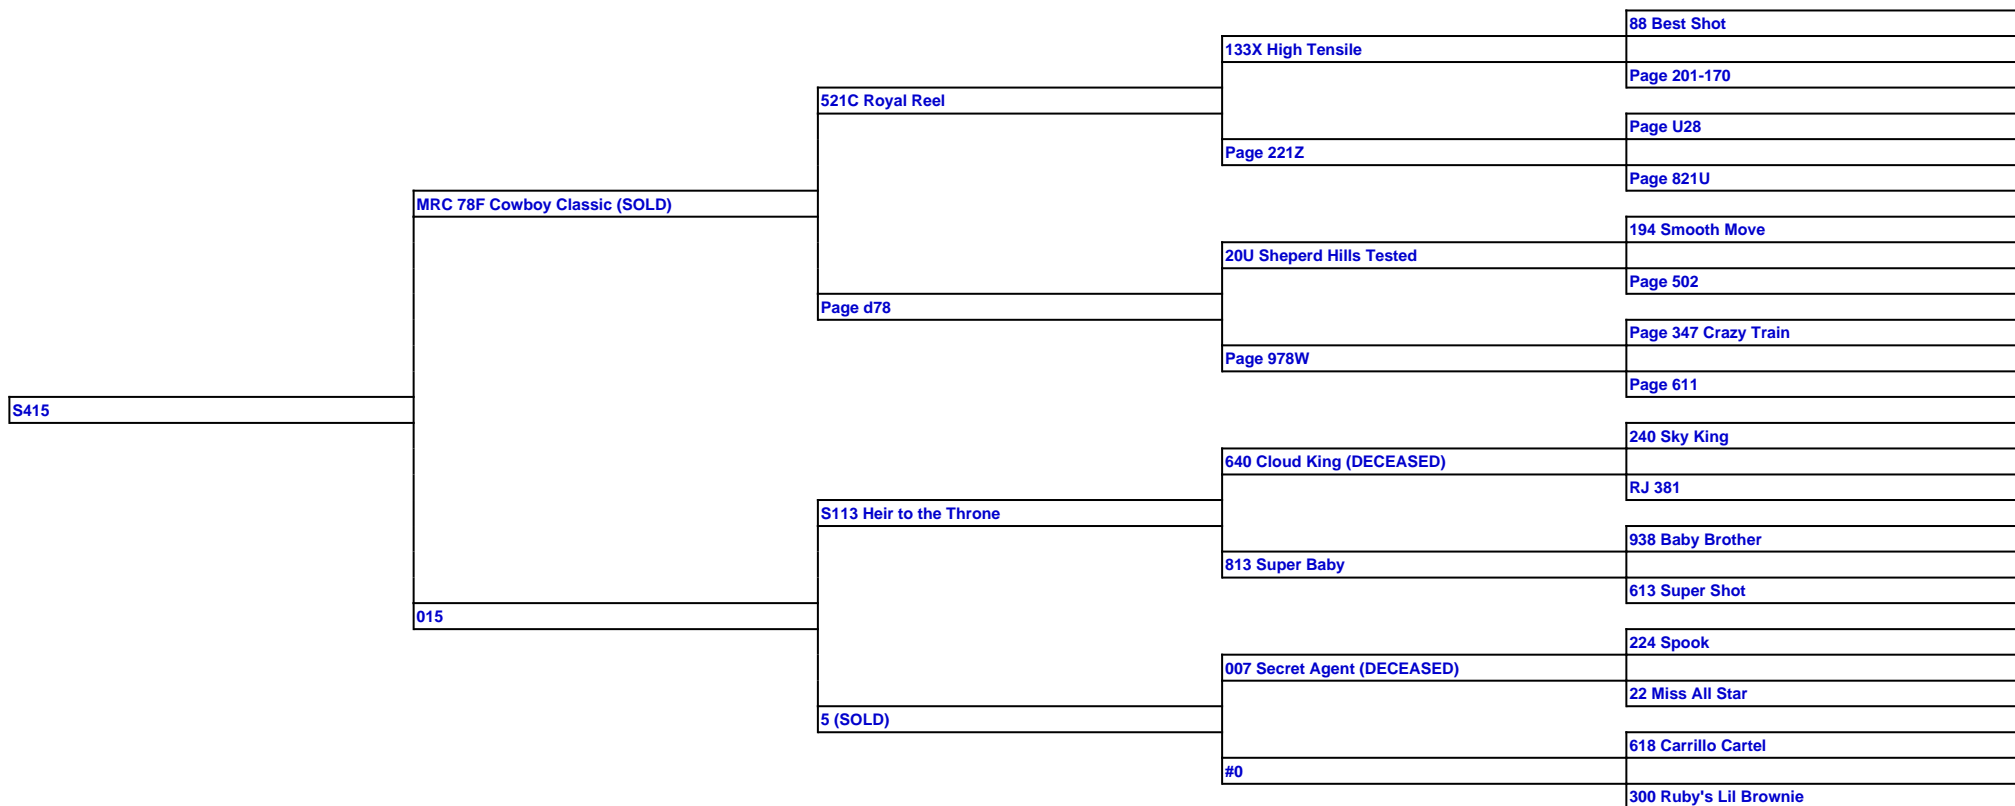 88 Best Shot
133X High Tensile
Page 201-170
521C Royal Reel
Page U28
Page 221Z
Page 821U
MRC 78F Cowboy Classic (SOLD)
194 Smooth Move
20U Sheperd Hills Tested
Page 502
Page d78
Page 347 Crazy Train
Page 978W
Page 611
S415
240 Sky King
640 Cloud King (DECEASED)
RJ 381
S113 Heir to the Throne
938 Baby Brother
813 Super Baby
613 Super Shot
015
224 Spook
007 Secret Agent (DECEASED)
22 Miss All Star
5 (SOLD)
618 Carrillo Cartel
#0
300 Ruby's Lil Brownie